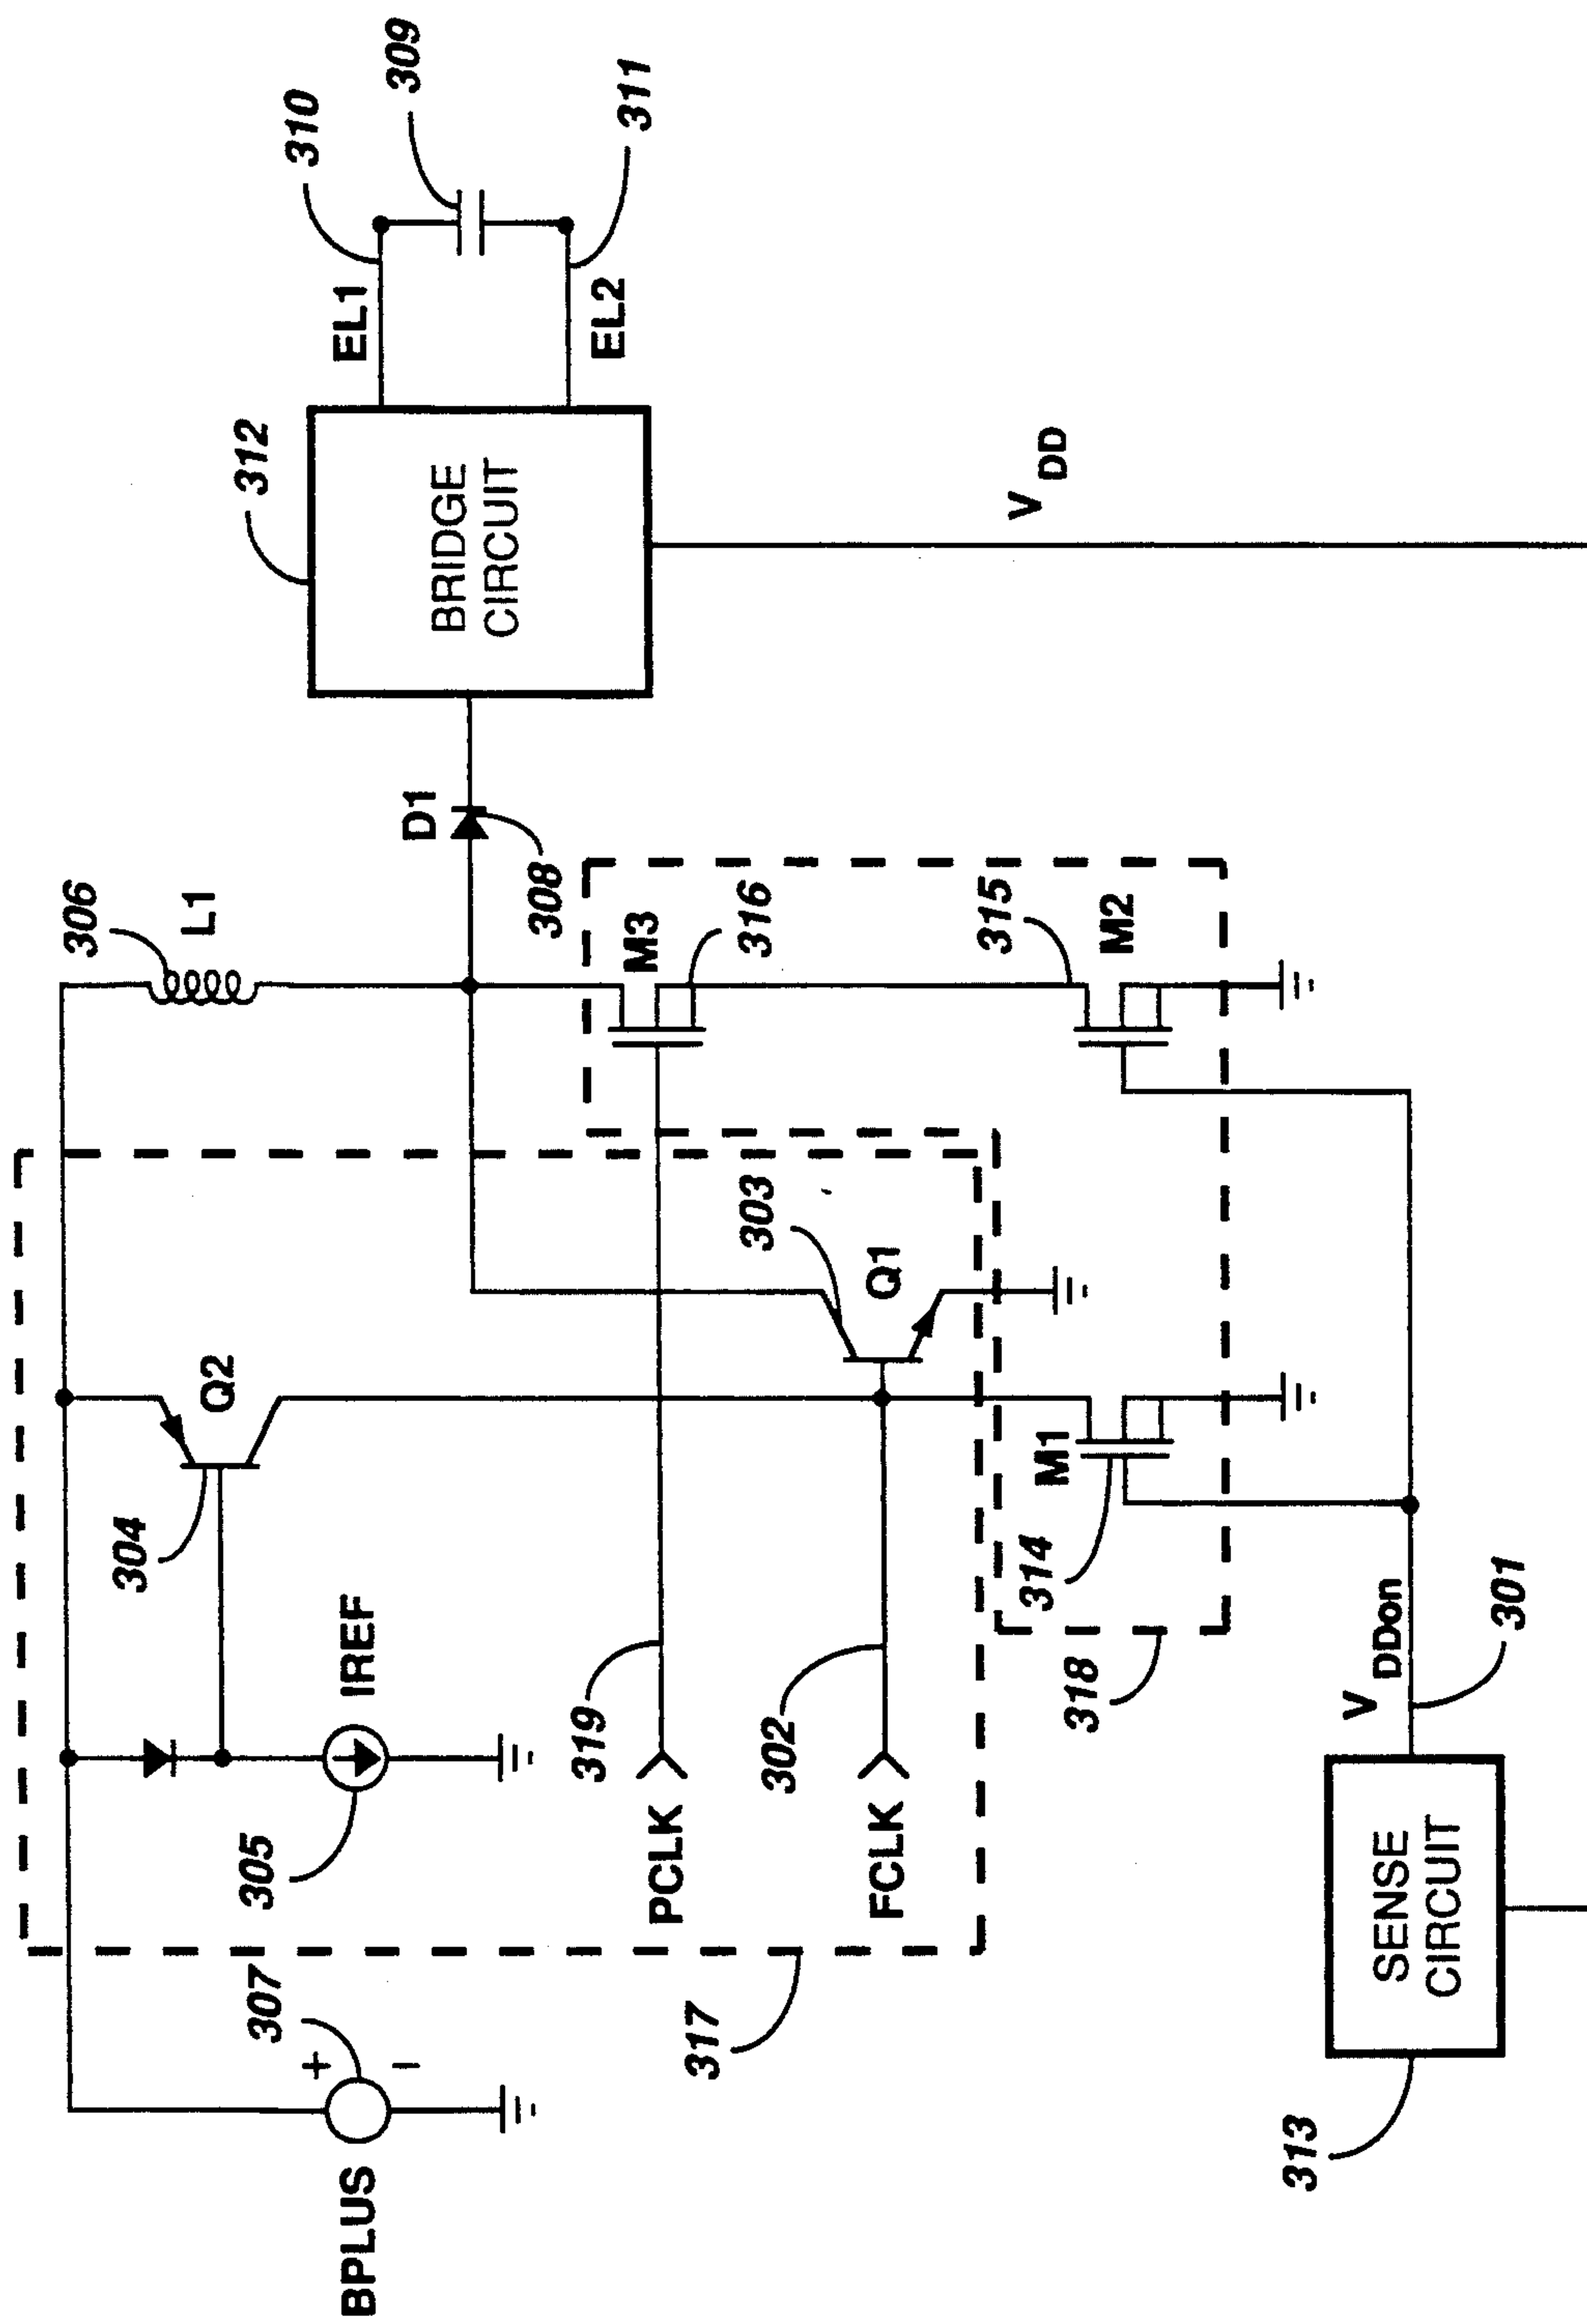 306
L1
310
309
312
EL1
BRIDGE
CIRCUIT
EL2
311
D1
308
304
Q2
305
IREF
307
+
−
BPLUS
M3
316
319
PCLK
303
Q1
302
FCLK
317
315
M2
M1
314
318
V DD
V DDon
301
SENSE
CIRCUIT
313